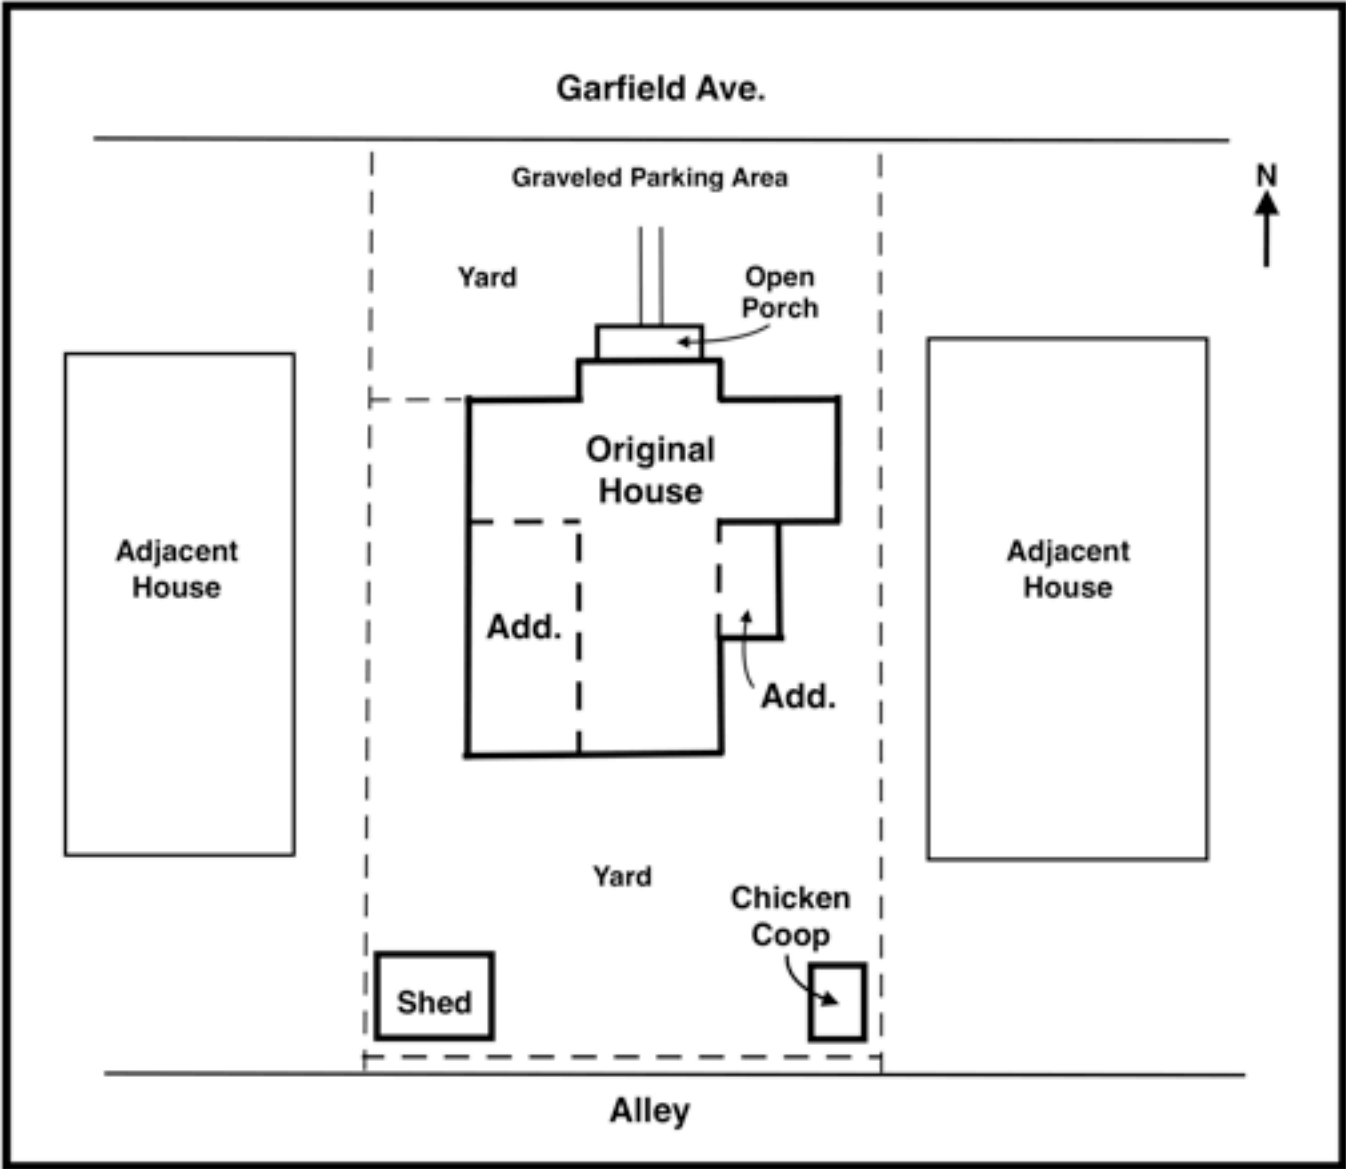 Garfield Ave.
Graveled Parking Area
N
Yard
Open
Porch
Original
House
Adjacent
House
Adjacent
House
Add.
Add.
Yard
Chicken
Coop
Shed
Alley